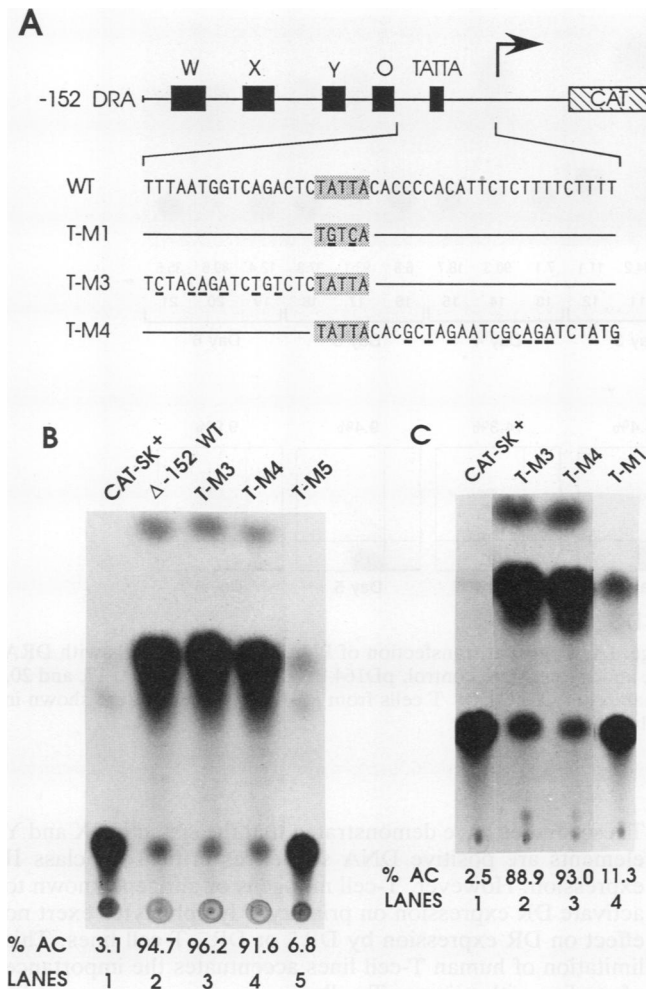 A
W X Y O TATTA
-152 DRA CAT
WT TTTAATGGTCAGACTCTATTACACCCCACATTCTCTTTTCTTTT
T-M1 TGTCA
T-M3 TCTACAGATCTGTCTCTATTA
T-M4 TATTACACGCTAGAATCGCAGATCTATG
B
CAT-SK+ Δ-152 WT T-M3 T-M4 T-M5
% AC 3.1 94.7 96.2 91.6 6.8
LANES 1 2 3 4 5
C
CAT-SK+ T-M3 T-M4 T-M1
% AC 2.5 88.9 93.0 11.3
LANES 1 2 3 4